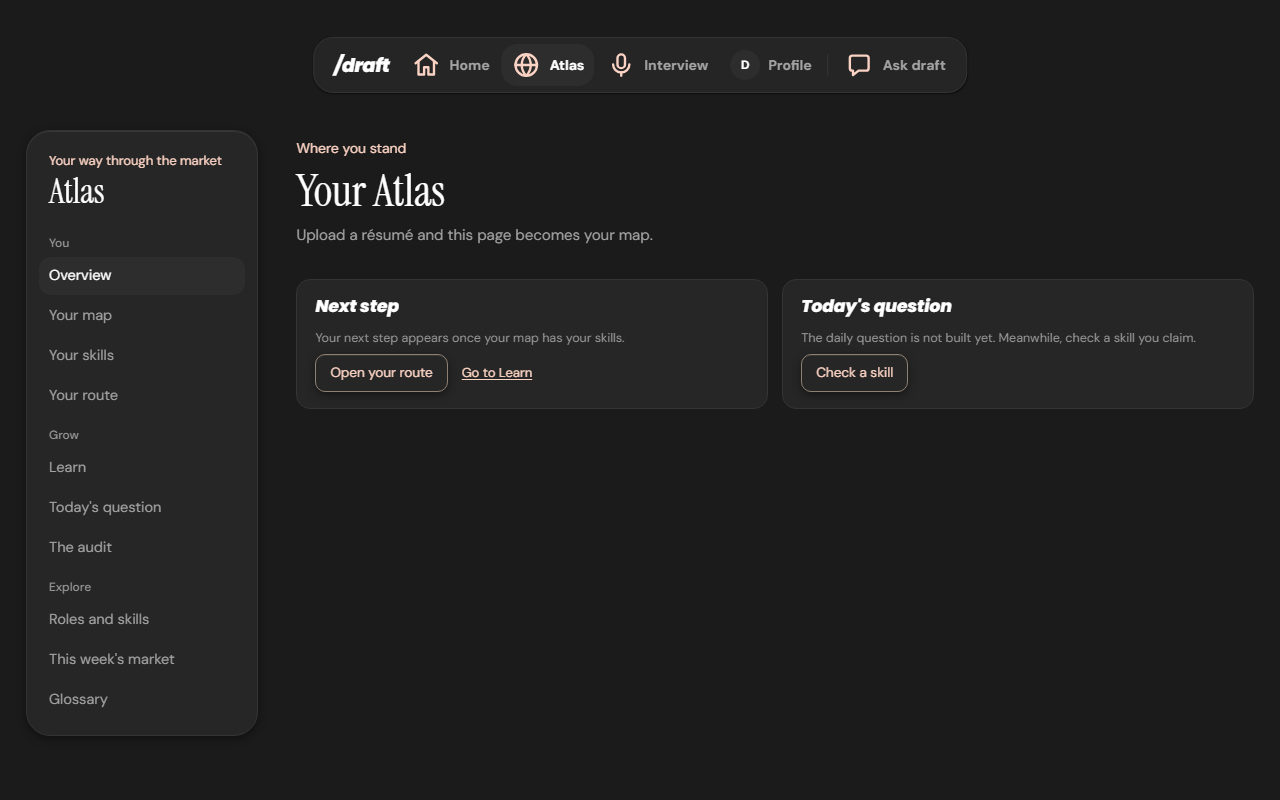 /draft
Home
Atlas
Interview
D
Profile
Ask draft
Your way through the market
Atlas
You
Overview
Your map
Your skills
Your route
Grow
Learn
Today's question
The audit
Explore
Roles and skills
This week's market
Glossary
Where you stand
Your Atlas
Upload a résumé and this page becomes your map.
Next step
Your next step appears once your map has your skills.
Open your route
Go to Learn
Today's question
The daily question is not built yet. Meanwhile, check a skill you claim.
Check a skill